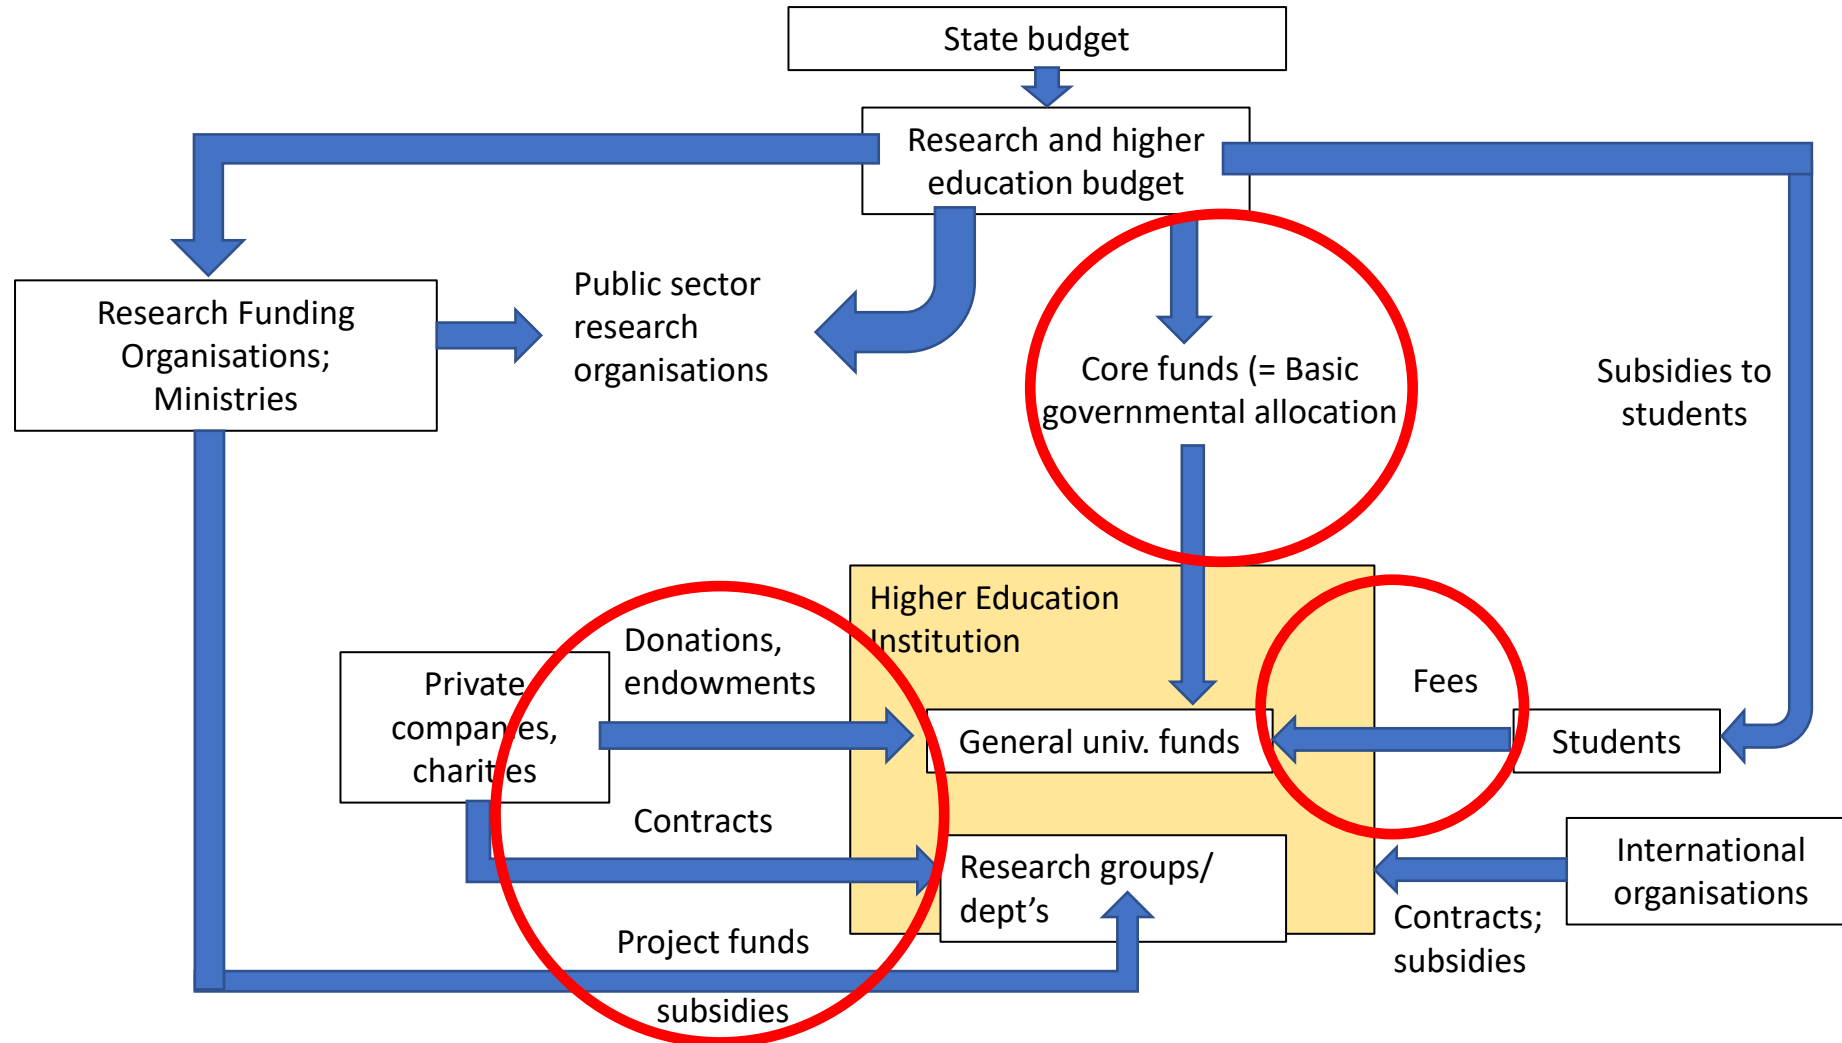 State budget
Research and higher
education budget
Public sector
research
organisations
Research Funding
Organisations;
Ministries
Core funds (= Basic
governmental allocation
Subsidies to
students
Higher Education
Institution
Donations,
endowments
Private
companies,
charities
Fees
General univ. funds
Students
Contracts
International
organisations
Research groups/
dept’s
Contracts;
subsidies
Project funds
subsidies